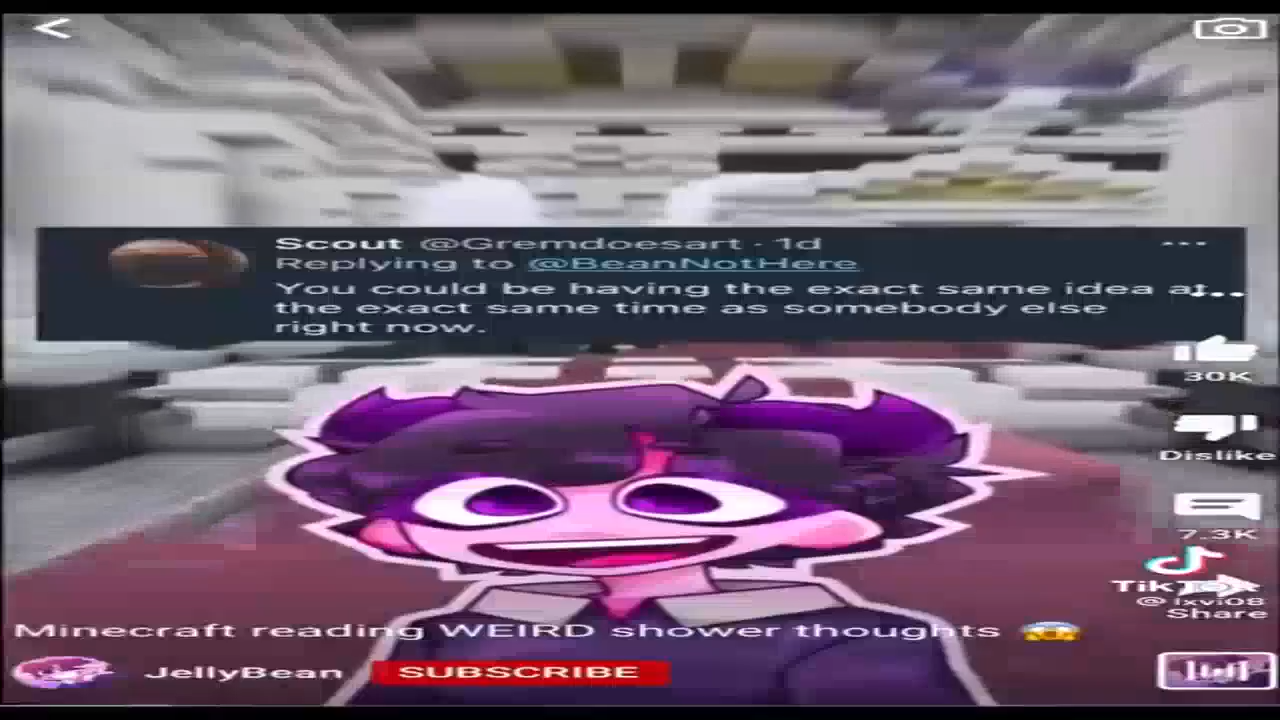 Scout @Gremdoesart · 1d
Replying to @BeanNotHere
You could be having the exact same idea at
the exact same time as somebody else
right now.
30K
Dislike
7.3K
TikTok
@ lxvi08
Share
Minecraft reading WEIRD shower thoughts 😱
JellyBean SUBSCRIBE